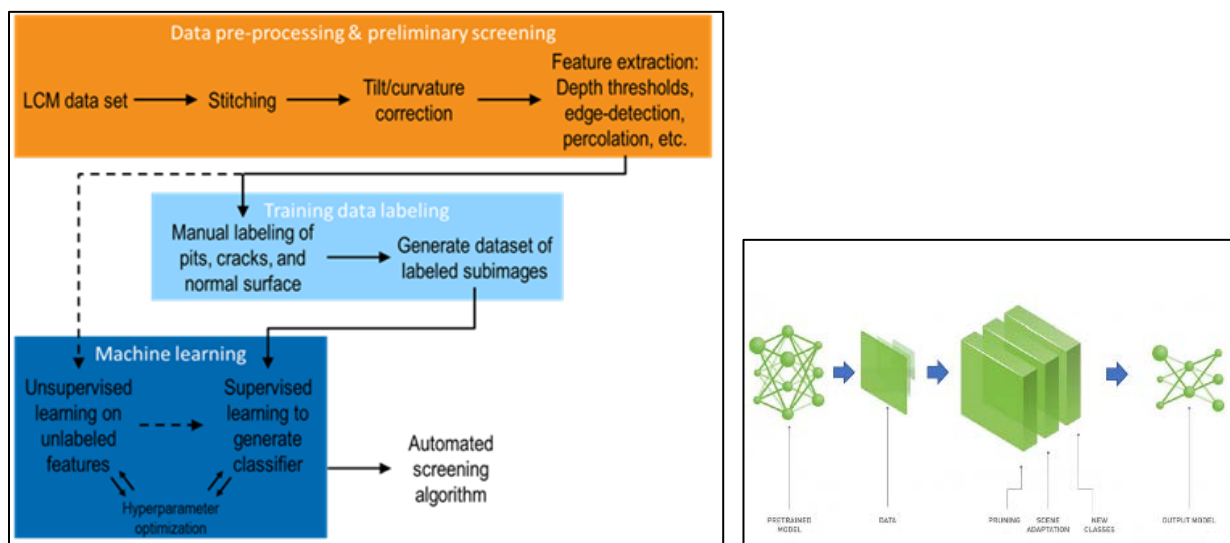 Data pre-processing & preliminary screening
LCM data set
Stitching
Tilt/curvature
correction
Feature extraction:
Depth thresholds,
edge-detection,
percolation, etc.
Training data labeling
Manual labeling of
pits, cracks, and
normal surface
Generate dataset of
labeled subimages
Machine learning
Unsupervised
learning on
unlabeled
features
Supervised
learning to
generate
classifier
Hyperparameter
optimization
Automated
screening
algorithm
PRETRAINED
MODEL
DATA
PRUNING
SCENE
ADAPTATION
NEW
CLASSES
OUTPUT MODEL